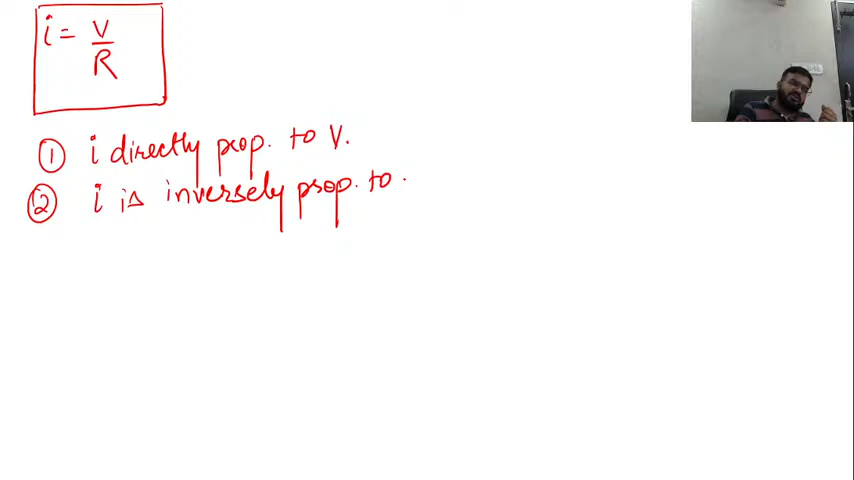 i = V/R
① i directly prop. to V.
② i is inversely prop. to .